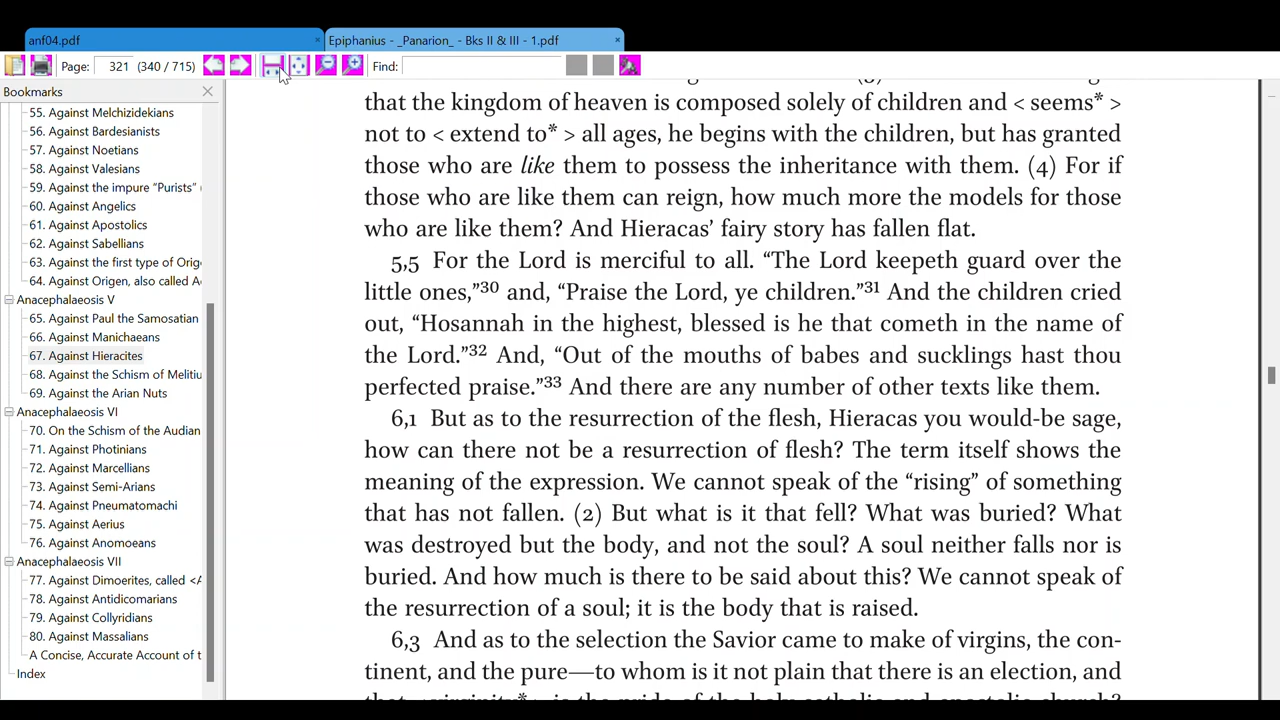 anf04.pdf
Epiphanius - _Panarion_ - Bks II & III - 1.pdf
Page: 321 (340 / 715)
Find:
Bookmarks
55. Against Melchizidekians
56. Against Bardesianists
57. Against Noetians
58. Against Valesians
59. Against the impure “Purists” (
60. Against Angelics
61. Against Apostolics
62. Against Sabellians
63. Against the first type of Orig
64. Against Origen, also called A
Anacephalaeosis V
65. Against Paul the Samosatian
66. Against Manichaeans
67. Against Hieracites
68. Against the Schism of Melitiu
69. Against the Arian Nuts
Anacephalaeosis VI
70. On the Schism of the Audian
71. Against Photinians
72. Against Marcellians
73. Against Semi-Arians
74. Against Pneumatomachi
75. Against Aerius
76. Against Anomoeans
Anacephalaeosis VII
77. Against Dimoerites, called <A
78. Against Antidicomarians
79. Against Collyridians
80. Against Massalians
A Concise, Accurate Account of t
Index
that the kingdom of heaven is composed solely of children and < seems* >
not to < extend to* > all ages, he begins with the children, but has granted
those who are like them to possess the inheritance with them. (4) For if
those who are like them can reign, how much more the models for those
who are like them? And Hieracas’ fairy story has fallen flat.
5,5 For the Lord is merciful to all. “The Lord keepeth guard over the
little ones,”30 and, “Praise the Lord, ye children.”31 And the children cried
out, “Hosannah in the highest, blessed is he that cometh in the name of
the Lord.”32 And, “Out of the mouths of babes and sucklings hast thou
perfected praise.”33 And there are any number of other texts like them.
6,1 But as to the resurrection of the flesh, Hieracas you would-be sage,
how can there not be a resurrection of flesh? The term itself shows the
meaning of the expression. We cannot speak of the “rising” of something
that has not fallen. (2) But what is it that fell? What was buried? What
was destroyed but the body, and not the soul? A soul neither falls nor is
buried. And how much is there to be said about this? We cannot speak of
the resurrection of a soul; it is the body that is raised.
6,3 And as to the selection the Savior came to make of virgins, the con-
tinent, and the pure—to whom is it not plain that there is an election, and